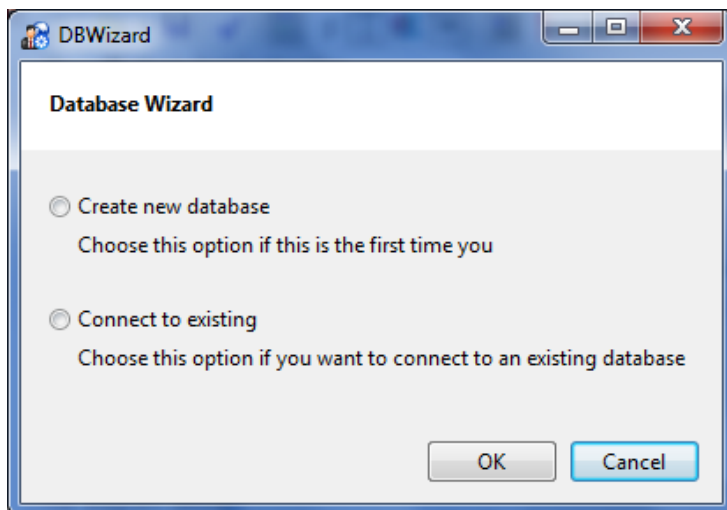 DBWizard
Database Wizard
Create new database
Choose this option if this is the first time you
Connect to existing
Choose this option if you want to connect to an existing database
OK
Cancel